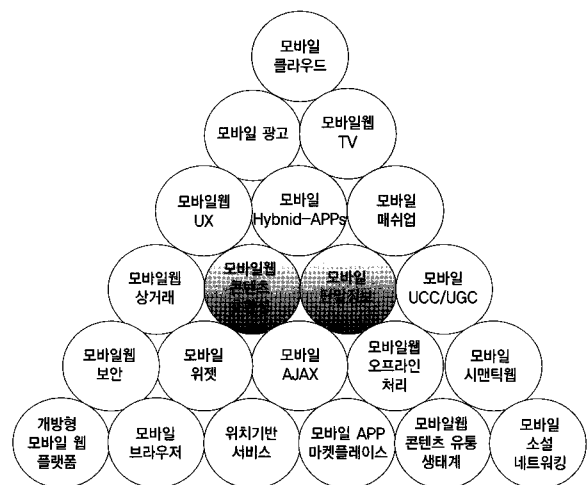 모바일
클라우드
모바일 광고
모바일웹
TV
모바일웹
UX
모바일
Hybnid-APPs
모바일
매쉬업
모바일웹
상거래
모바일웹
콘텐츠
모바일
모바일
UCC/UGC
모바일웹
보안
모바일
위젯
모바일
AJAX
모바일웹
오프라인
처리
모바일
시맨틱웹
개방형
모바일 웹
플랫폼
모바일
브라우저
위치기반
서비스
모바일 APP
마켓플레이스
모바일웹
콘텐츠 유통
생태계
모바일
소셜
네트워킹